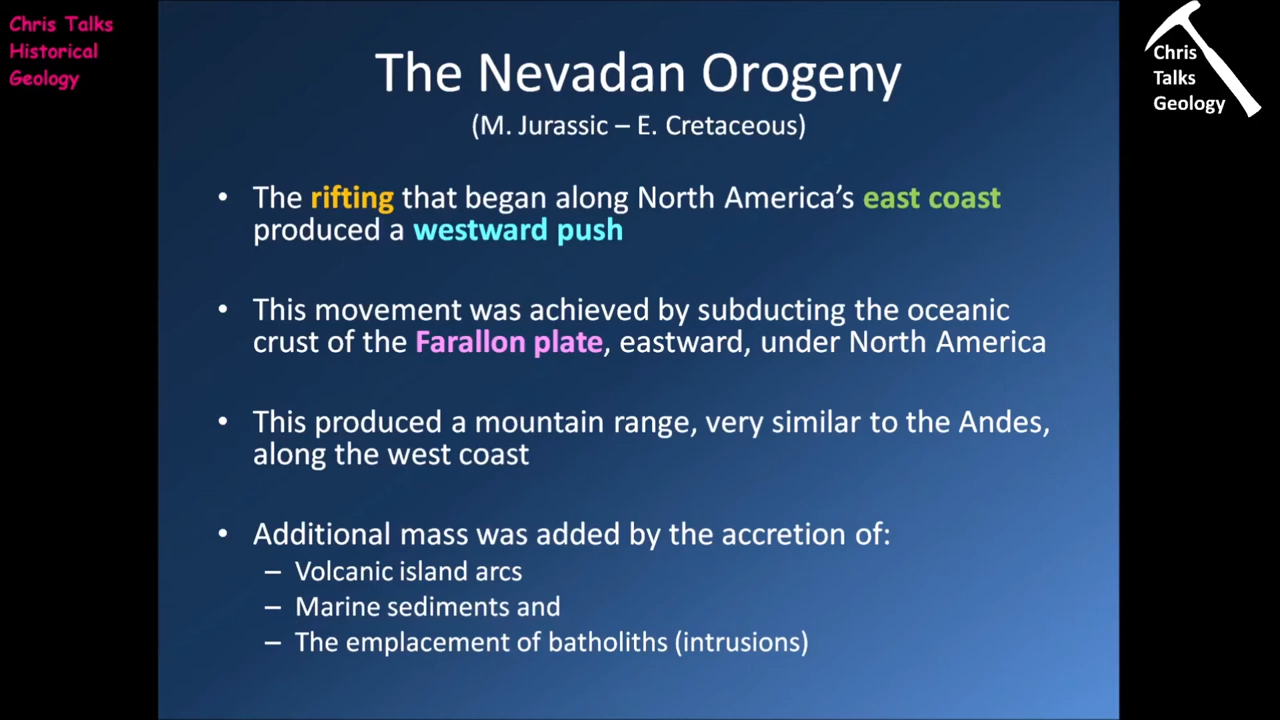 Chris Talks
Historical
Geology
Chris
Talks
Geology
The Nevadan Orogeny
(M. Jurassic – E. Cretaceous)
• The rifting that began along North America’s east coast
produced a westward push
• This movement was achieved by subducting the oceanic
crust of the Farallon plate, eastward, under North America
• This produced a mountain range, very similar to the Andes,
along the west coast
• Additional mass was added by the accretion of:
– Volcanic island arcs
– Marine sediments and
– The emplacement of batholiths (intrusions)